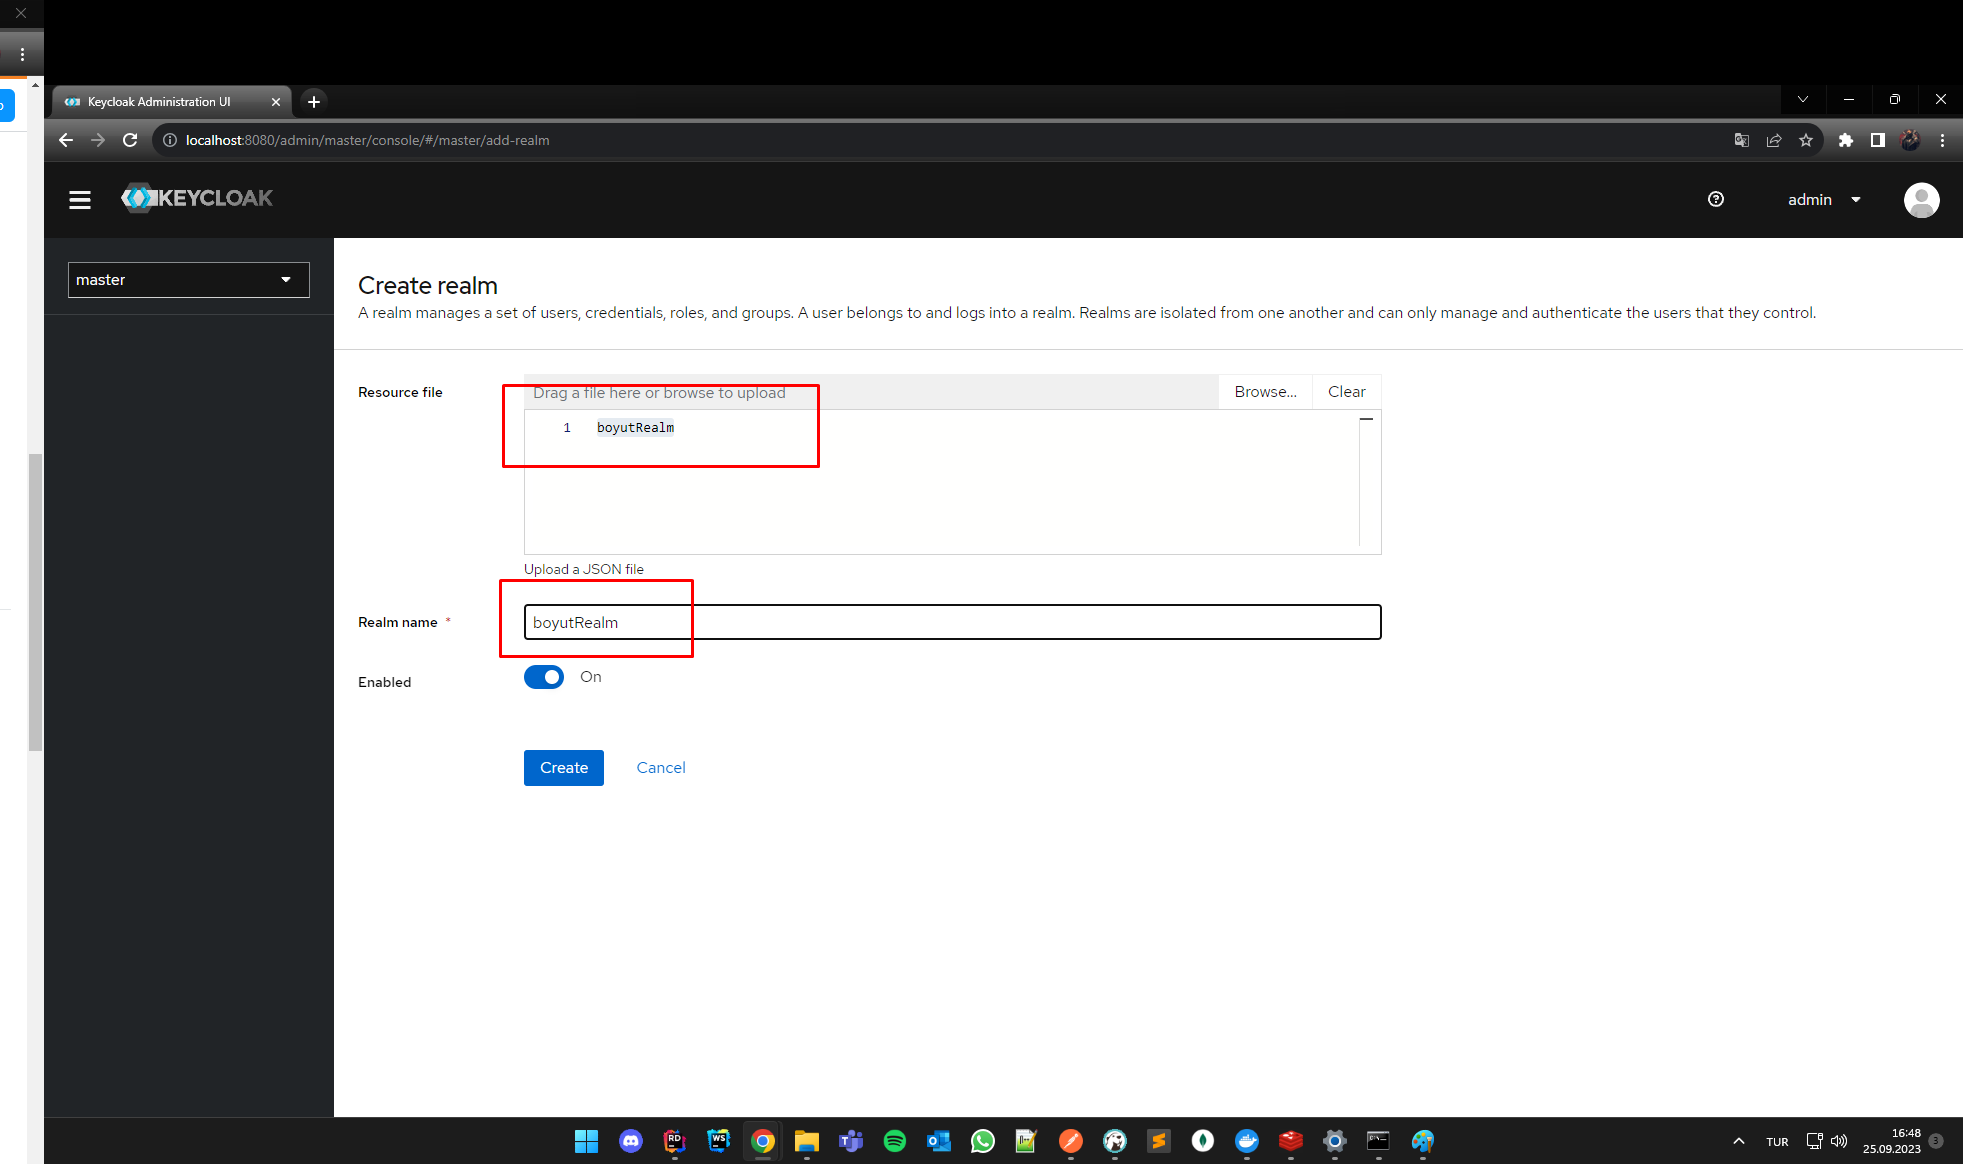 Keycloak Administration UI
localhost:8080/admin/master/console/#/master/add-realm
KEYCLOAK
admin
master
Create realm
A realm manages a set of users, credentials, roles, and groups. A user belongs to and logs into a realm. Realms are isolated from one another and can only manage and authenticate the users that they control.
Resource file
Drag a file here or browse to upload
Browse...
Clear
1 boyutRealm
Upload a JSON file
Realm name *
boyutRealm
Enabled
On
Create
Cancel
RD
WS
TUR
16:48
25.09.2023
3